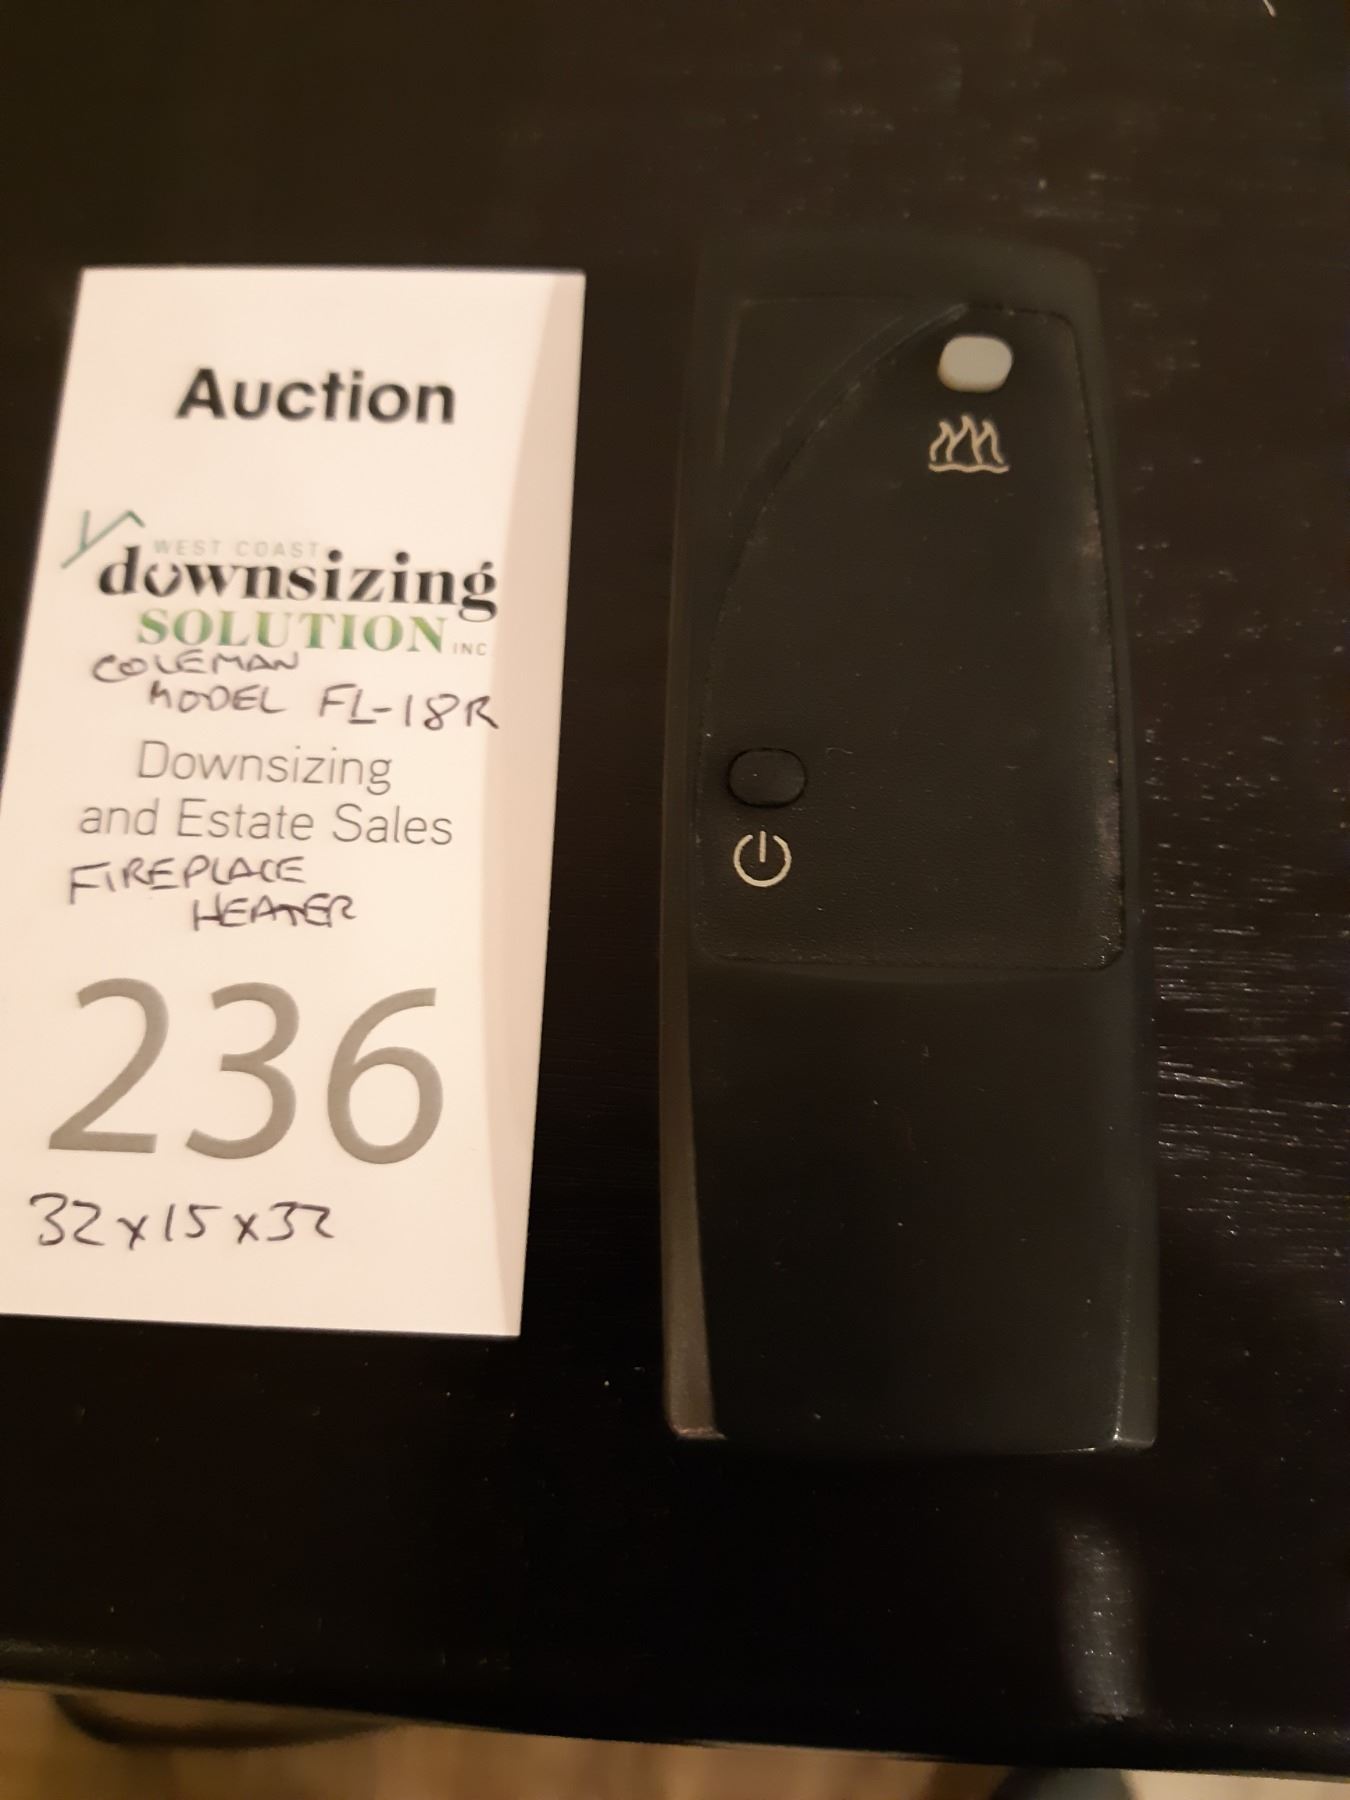 Auction
WEST COAST
downsizing
SOLUTION INC.
COLEMAN
MODEL FL-18R
Downsizing
and Estate Sales
FIREPLACE
HEATER
236
32x15x32